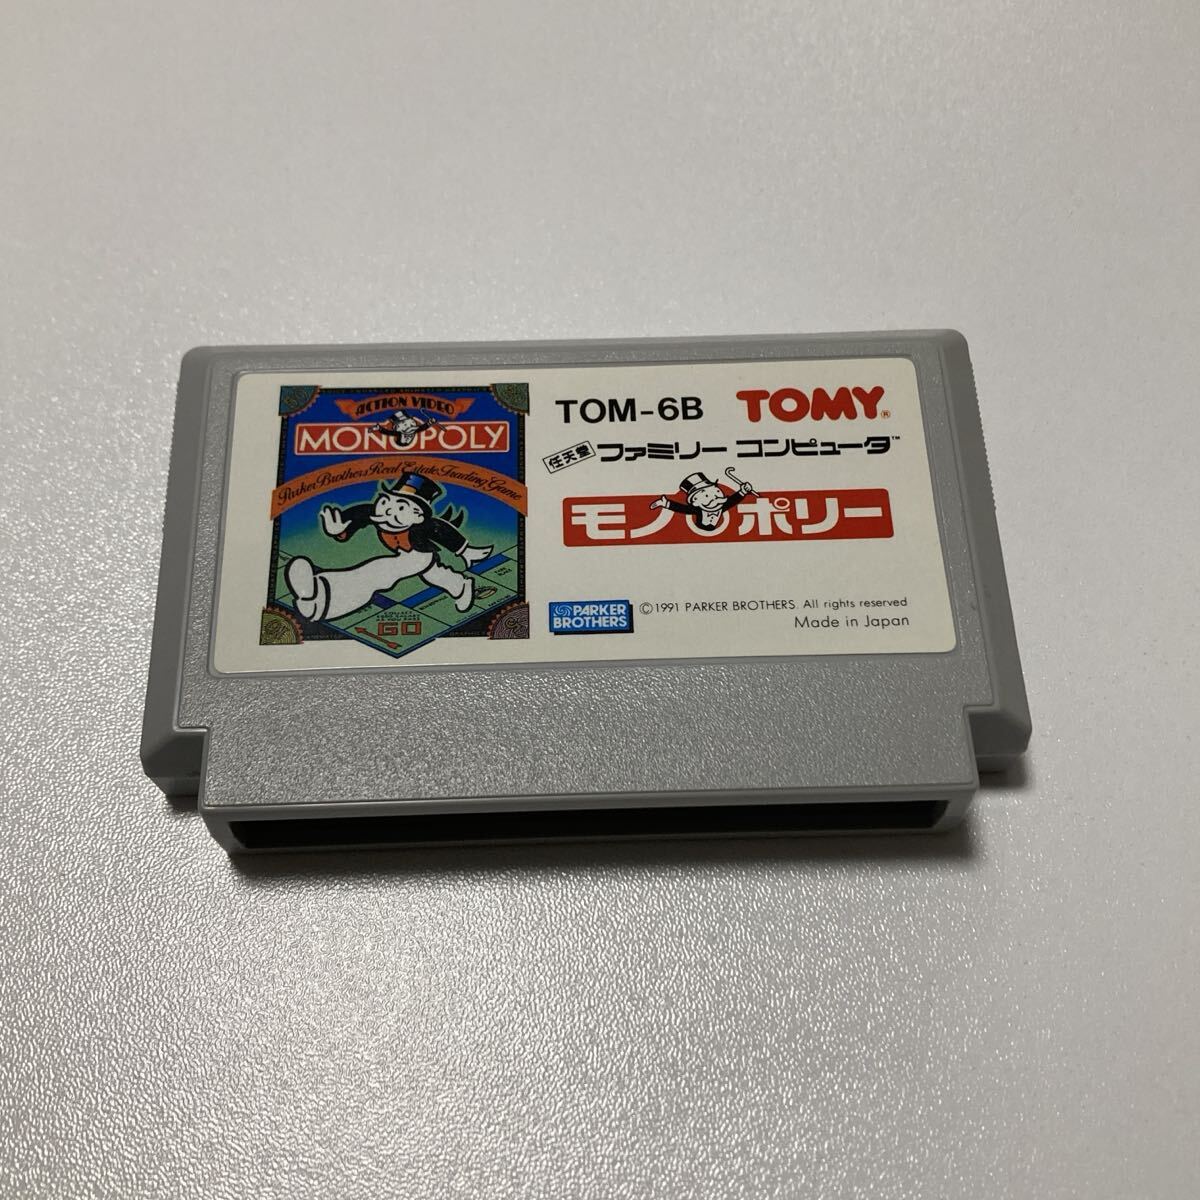 ACTION VIDEO
MONOPOLY
Parker Brothers Real Estate Trading Game
GO
TOM-6B TOMY®
任天堂 ファミリー コンピュータ™
モノポリー
PARKER BROTHERS
©1991 PARKER BROTHERS. All rights reserved
Made in Japan